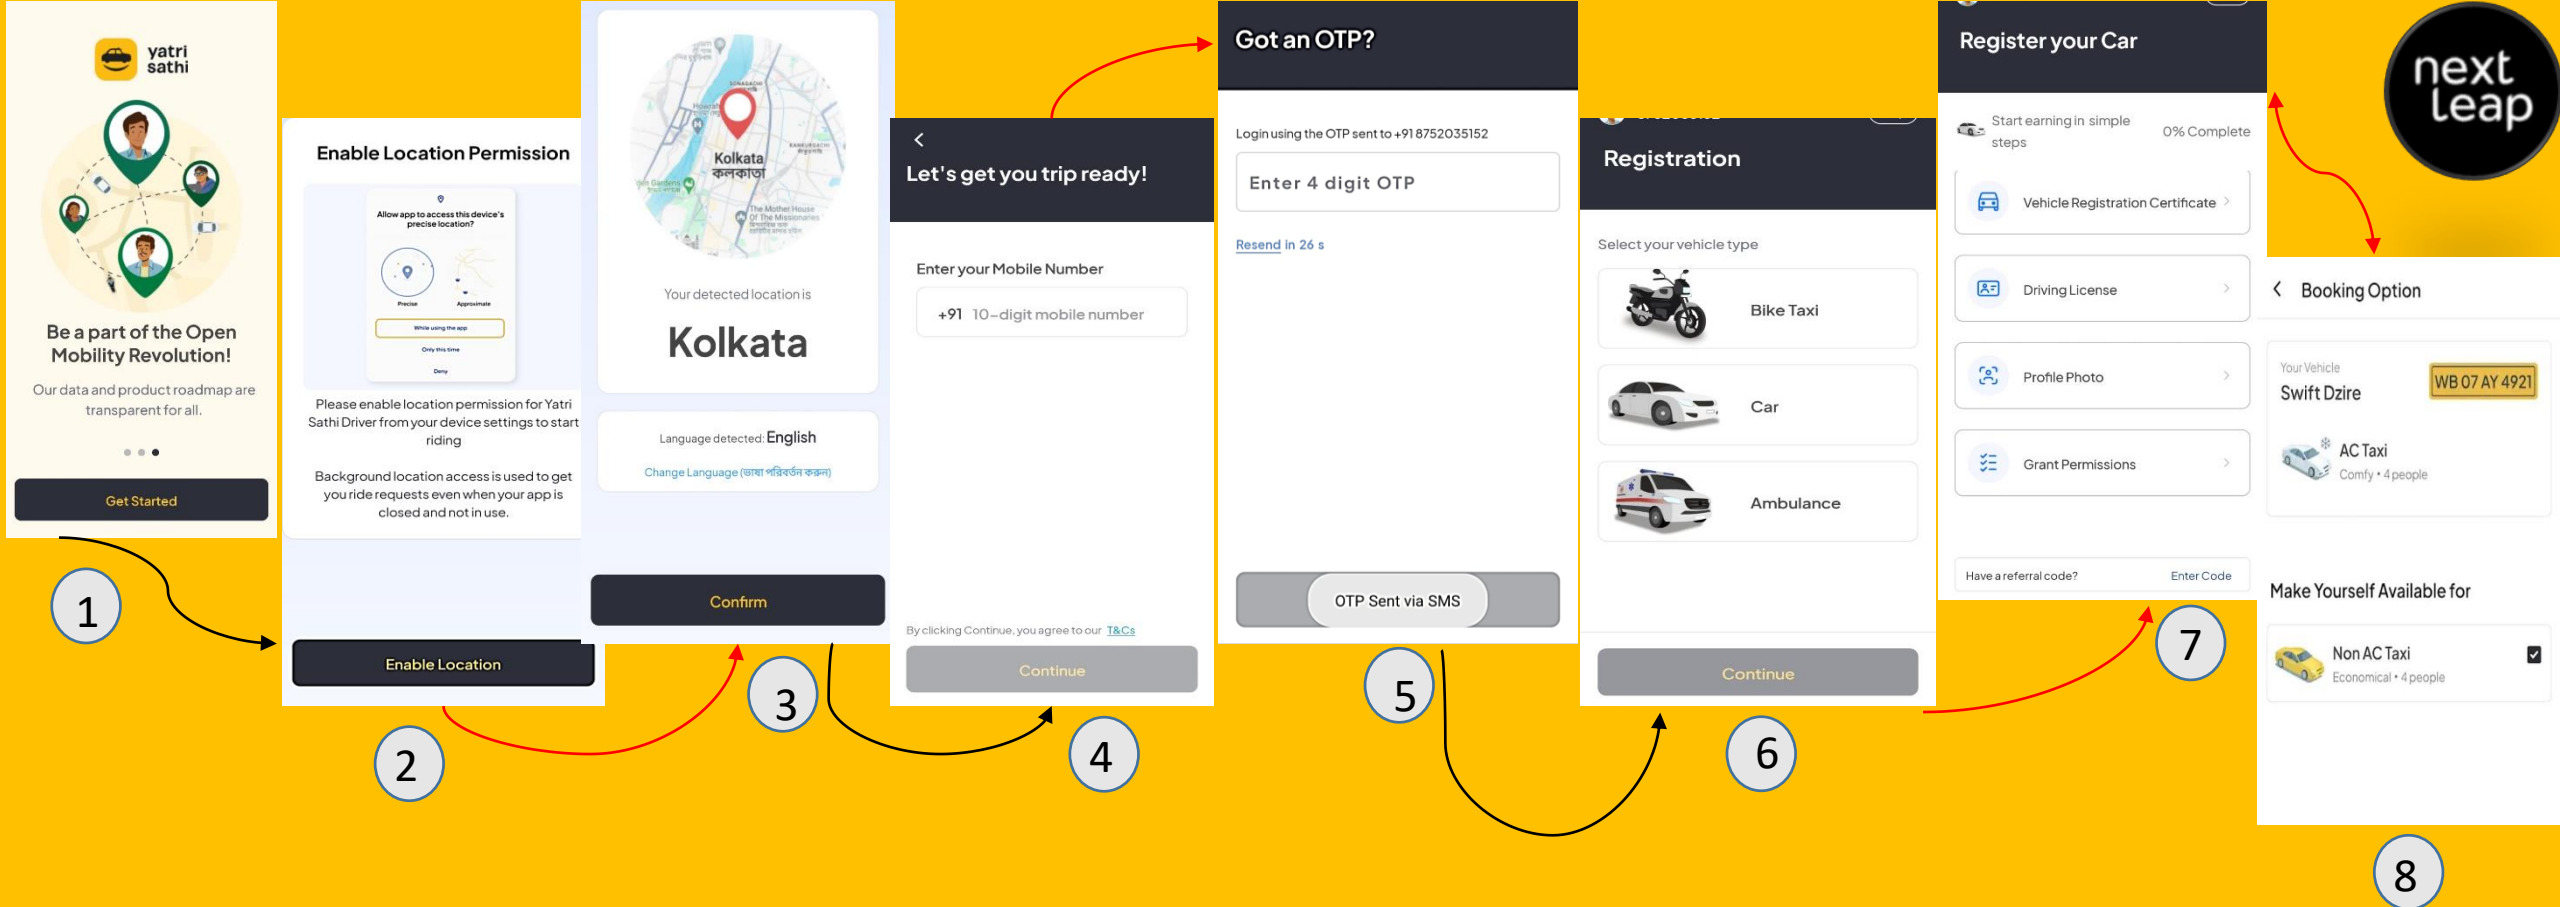 yatri
sathi
Be a part of the Open
Mobility Revolution!
Our data and product roadmap are
transparent for all.
Get Started
1
Enable Location Permission
Allow app to access this device's
precise location?
Precise
Approximate
While using the app
Only this time
Deny
Please enable location permission for Yatri
Sathi Driver from your device settings to start
riding
Background location access is used to get
you ride requests even when your app is
closed and not in use.
Enable Location
2
SONAGACHI
Howrah
Kolkata
কলকাতা
The Mother House
Of The Missionaries
Your detected location is
Kolkata
Language detected: English
Change Language (ভাষা পরিবর্তন করুন)
Confirm
3
Let's get you trip ready!
Enter your Mobile Number
+91 10-digit mobile number
By clicking Continue, you agree to our T&Cs
Continue
4
Got an OTP?
Login using the OTP sent to +91 8752035152
Enter 4 digit OTP
Resend in 26 s
OTP Sent via SMS
5
Registration
Select your vehicle type
Bike Taxi
Car
Ambulance
Continue
6
Register your Car
Start earning in simple
steps
0% Complete
Vehicle Registration Certificate
Driving License
Profile Photo
Grant Permissions
Have a referral code? Enter Code
7
next
leap
Booking Option
Your Vehicle
Swift Dzire
WB 07 AY 4921
AC Taxi
Comfy • 4 people
Make Yourself Available for
Non AC Taxi
Economical • 4 people
8